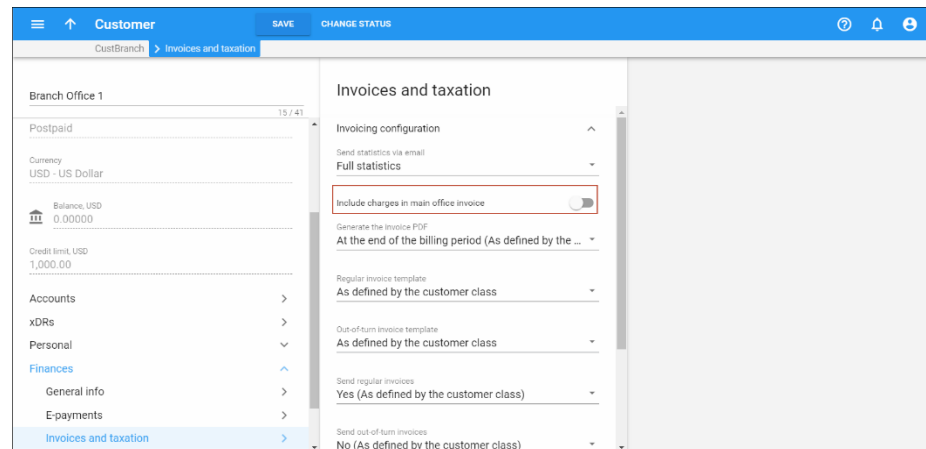 Customer
SAVE
CHANGE STATUS
CustBranch
Invoices and taxation
Branch Office 1
15 / 41
Postpaid
Currency
USD - US Dollar
Balance, USD
0.00000
Credit limit, USD
1,000.00
Accounts
xDRs
Personal
Finances
General info
E-payments
Invoices and taxation
Invoices and taxation
Invoicing configuration
Send statistics via email
Full statistics
Include charges in main office invoice
Generate the Invoice PDF
At the end of the billing period (As defined by the ...
Regular invoice template
As defined by the customer class
Out-of-turn invoice template
As defined by the customer class
Send regular invoices
Yes (As defined by the customer class)
Send out-of-turn invoices
No (As defined by the customer class)